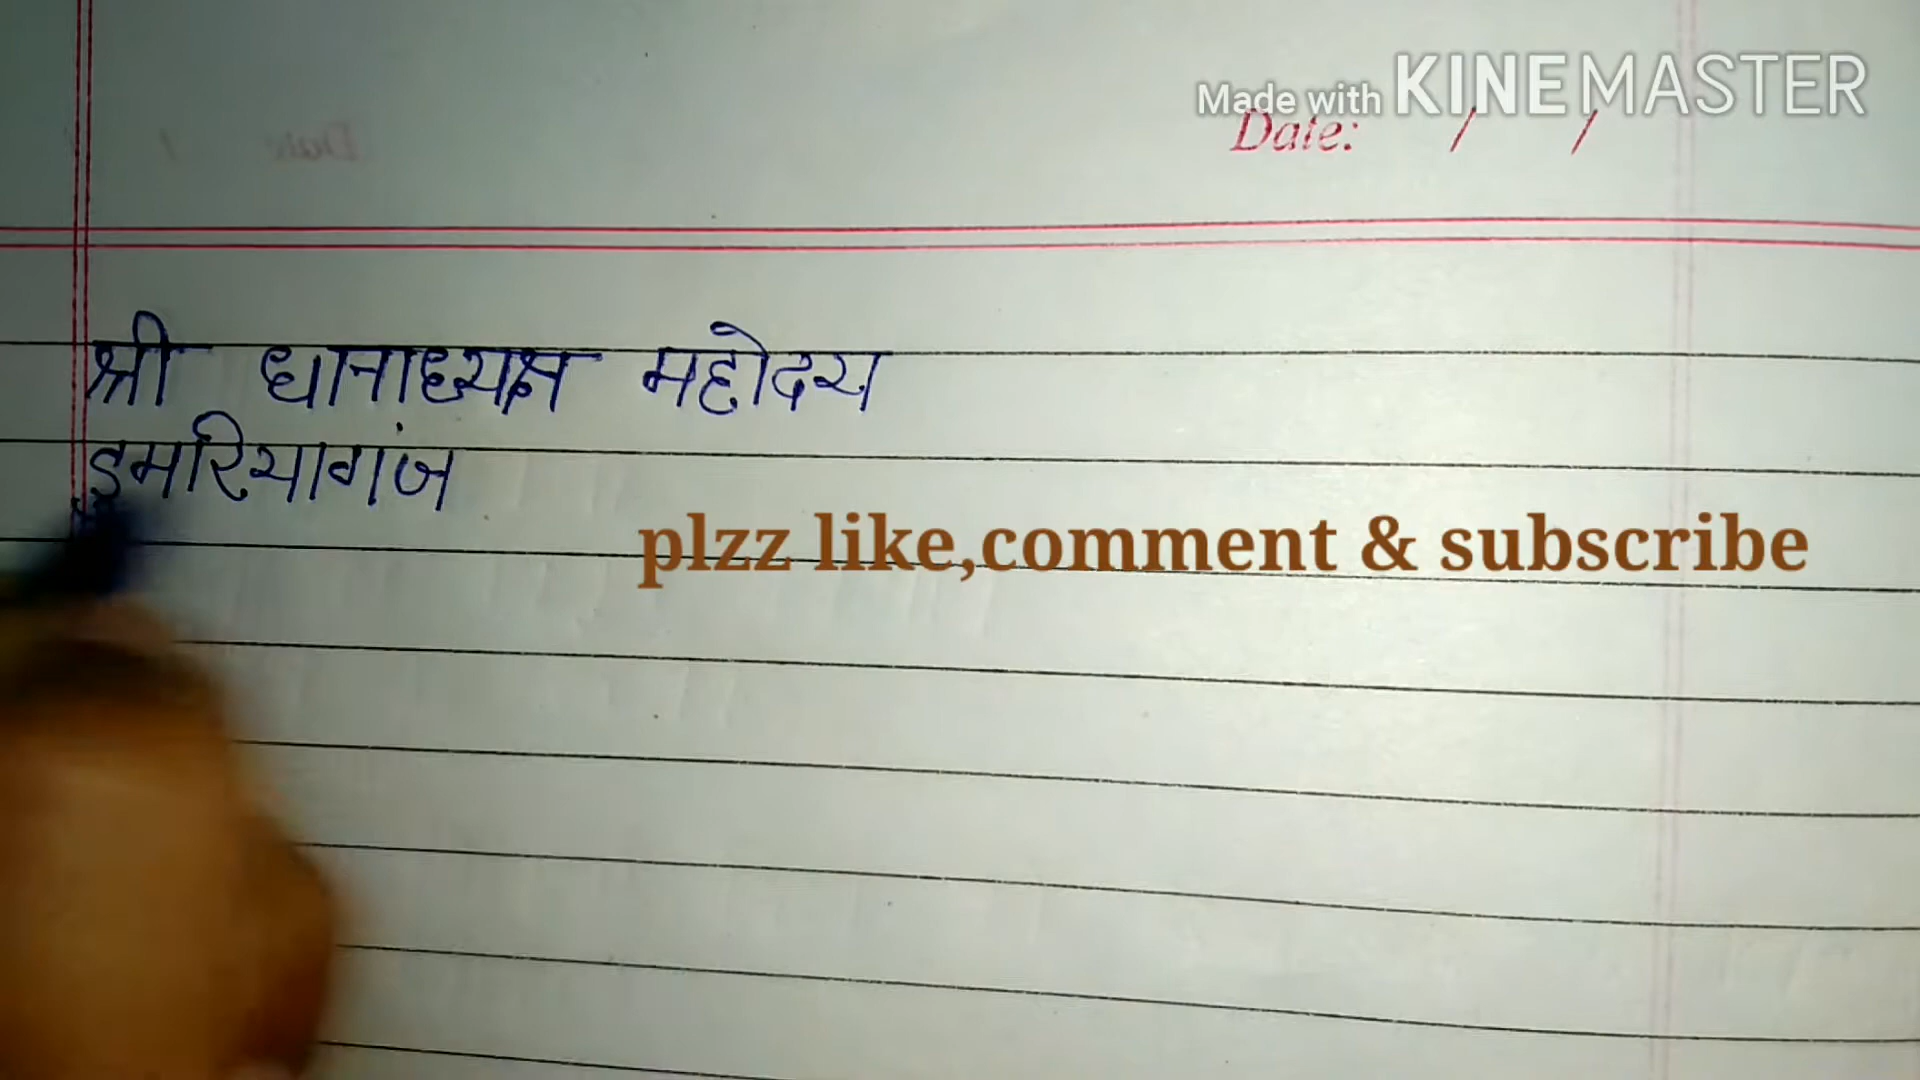 Made with KINEMASTER
Date: / /
श्री थानाध्यक्ष महोदय
डुमरियागंज
plzz like,comment & subscribe